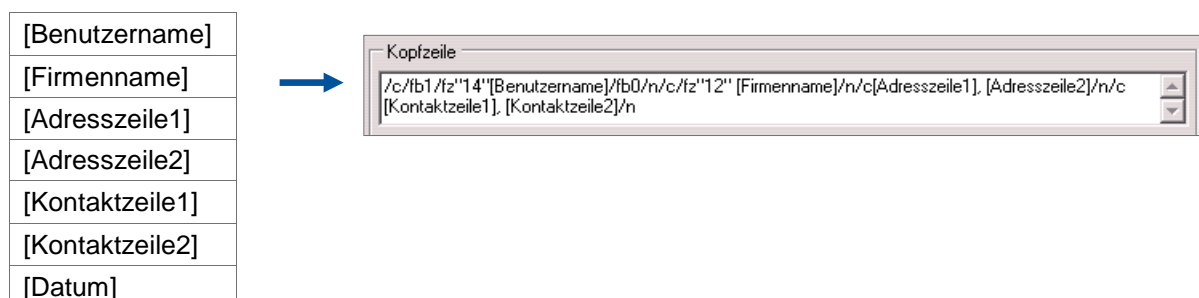 [Benutzername]
[Firmenname]
[Adresszeile1]
[Adresszeile2]
[Kontaktzeile1]
[Kontaktzeile2]
[Datum]
Kopfzeile
/c/fb1/fz"14"[Benutzername]/fb0/n/c/fz"12" [Firmenname]/n/c[Adresszeile1], [Adresszeile2]/n/c
[Kontaktzeile1], [Kontaktzeile2]/n